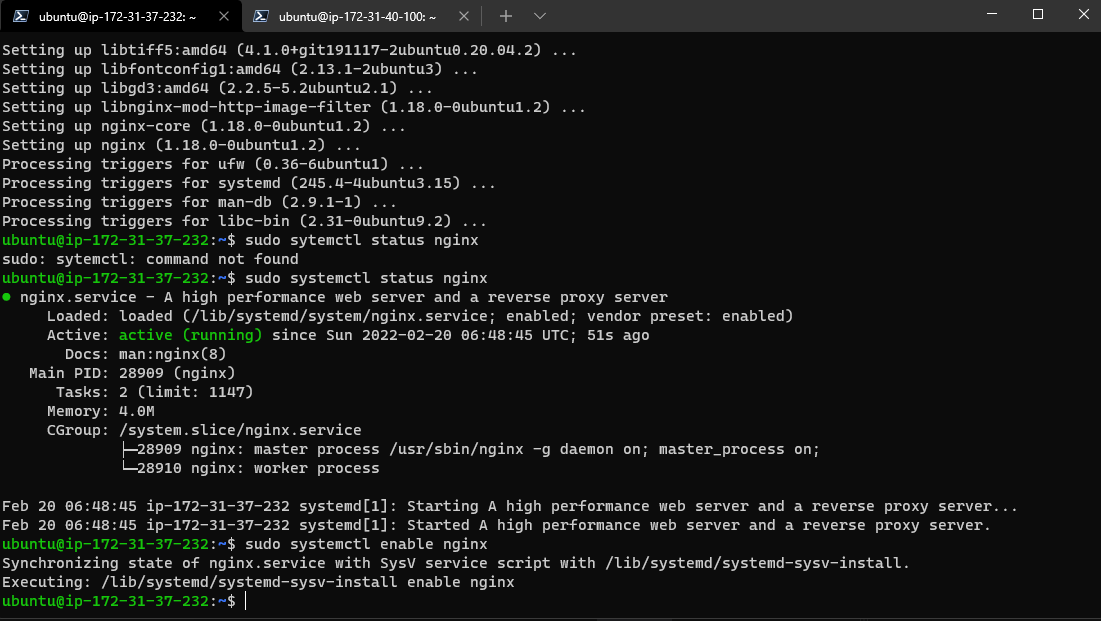 ubuntu@ip-172-31-37-232: ~
ubuntu@ip-172-31-40-100: ~
Setting up libtiff5:amd64 (4.1.0+git191117-2ubuntu0.20.04.2) ...
Setting up libfontconfig1:amd64 (2.13.1-2ubuntu3) ...
Setting up libgd3:amd64 (2.2.5-5.2ubuntu2.1) ...
Setting up libnginx-mod-http-image-filter (1.18.0-0ubuntu1.2) ...
Setting up nginx-core (1.18.0-0ubuntu1.2) ...
Setting up nginx (1.18.0-0ubuntu1.2) ...
Processing triggers for ufw (0.36-6ubuntu1) ...
Processing triggers for systemd (245.4-4ubuntu3.15) ...
Processing triggers for man-db (2.9.1-1) ...
Processing triggers for libc-bin (2.31-0ubuntu9.2) ...
ubuntu@ip-172-31-37-232:~$ sudo sytemctl status nginx
sudo: sytemctl: command not found
ubuntu@ip-172-31-37-232:~$ sudo systemctl status nginx
● nginx.service - A high performance web server and a reverse proxy server
     Loaded: loaded (/lib/systemd/system/nginx.service; enabled; vendor preset: enabled)
     Active: active (running) since Sun 2022-02-20 06:48:45 UTC; 51s ago
       Docs: man:nginx(8)
   Main PID: 28909 (nginx)
      Tasks: 2 (limit: 1147)
     Memory: 4.0M
     CGroup: /system.slice/nginx.service
             ├─28909 nginx: master process /usr/sbin/nginx -g daemon on; master_process on;
             └─28910 nginx: worker process
Feb 20 06:48:45 ip-172-31-37-232 systemd[1]: Starting A high performance web server and a reverse proxy server...
Feb 20 06:48:45 ip-172-31-37-232 systemd[1]: Started A high performance web server and a reverse proxy server.
ubuntu@ip-172-31-37-232:~$ sudo systemctl enable nginx
Synchronizing state of nginx.service with SysV service script with /lib/systemd/systemd-sysv-install.
Executing: /lib/systemd/systemd-sysv-install enable nginx
ubuntu@ip-172-31-37-232:~$